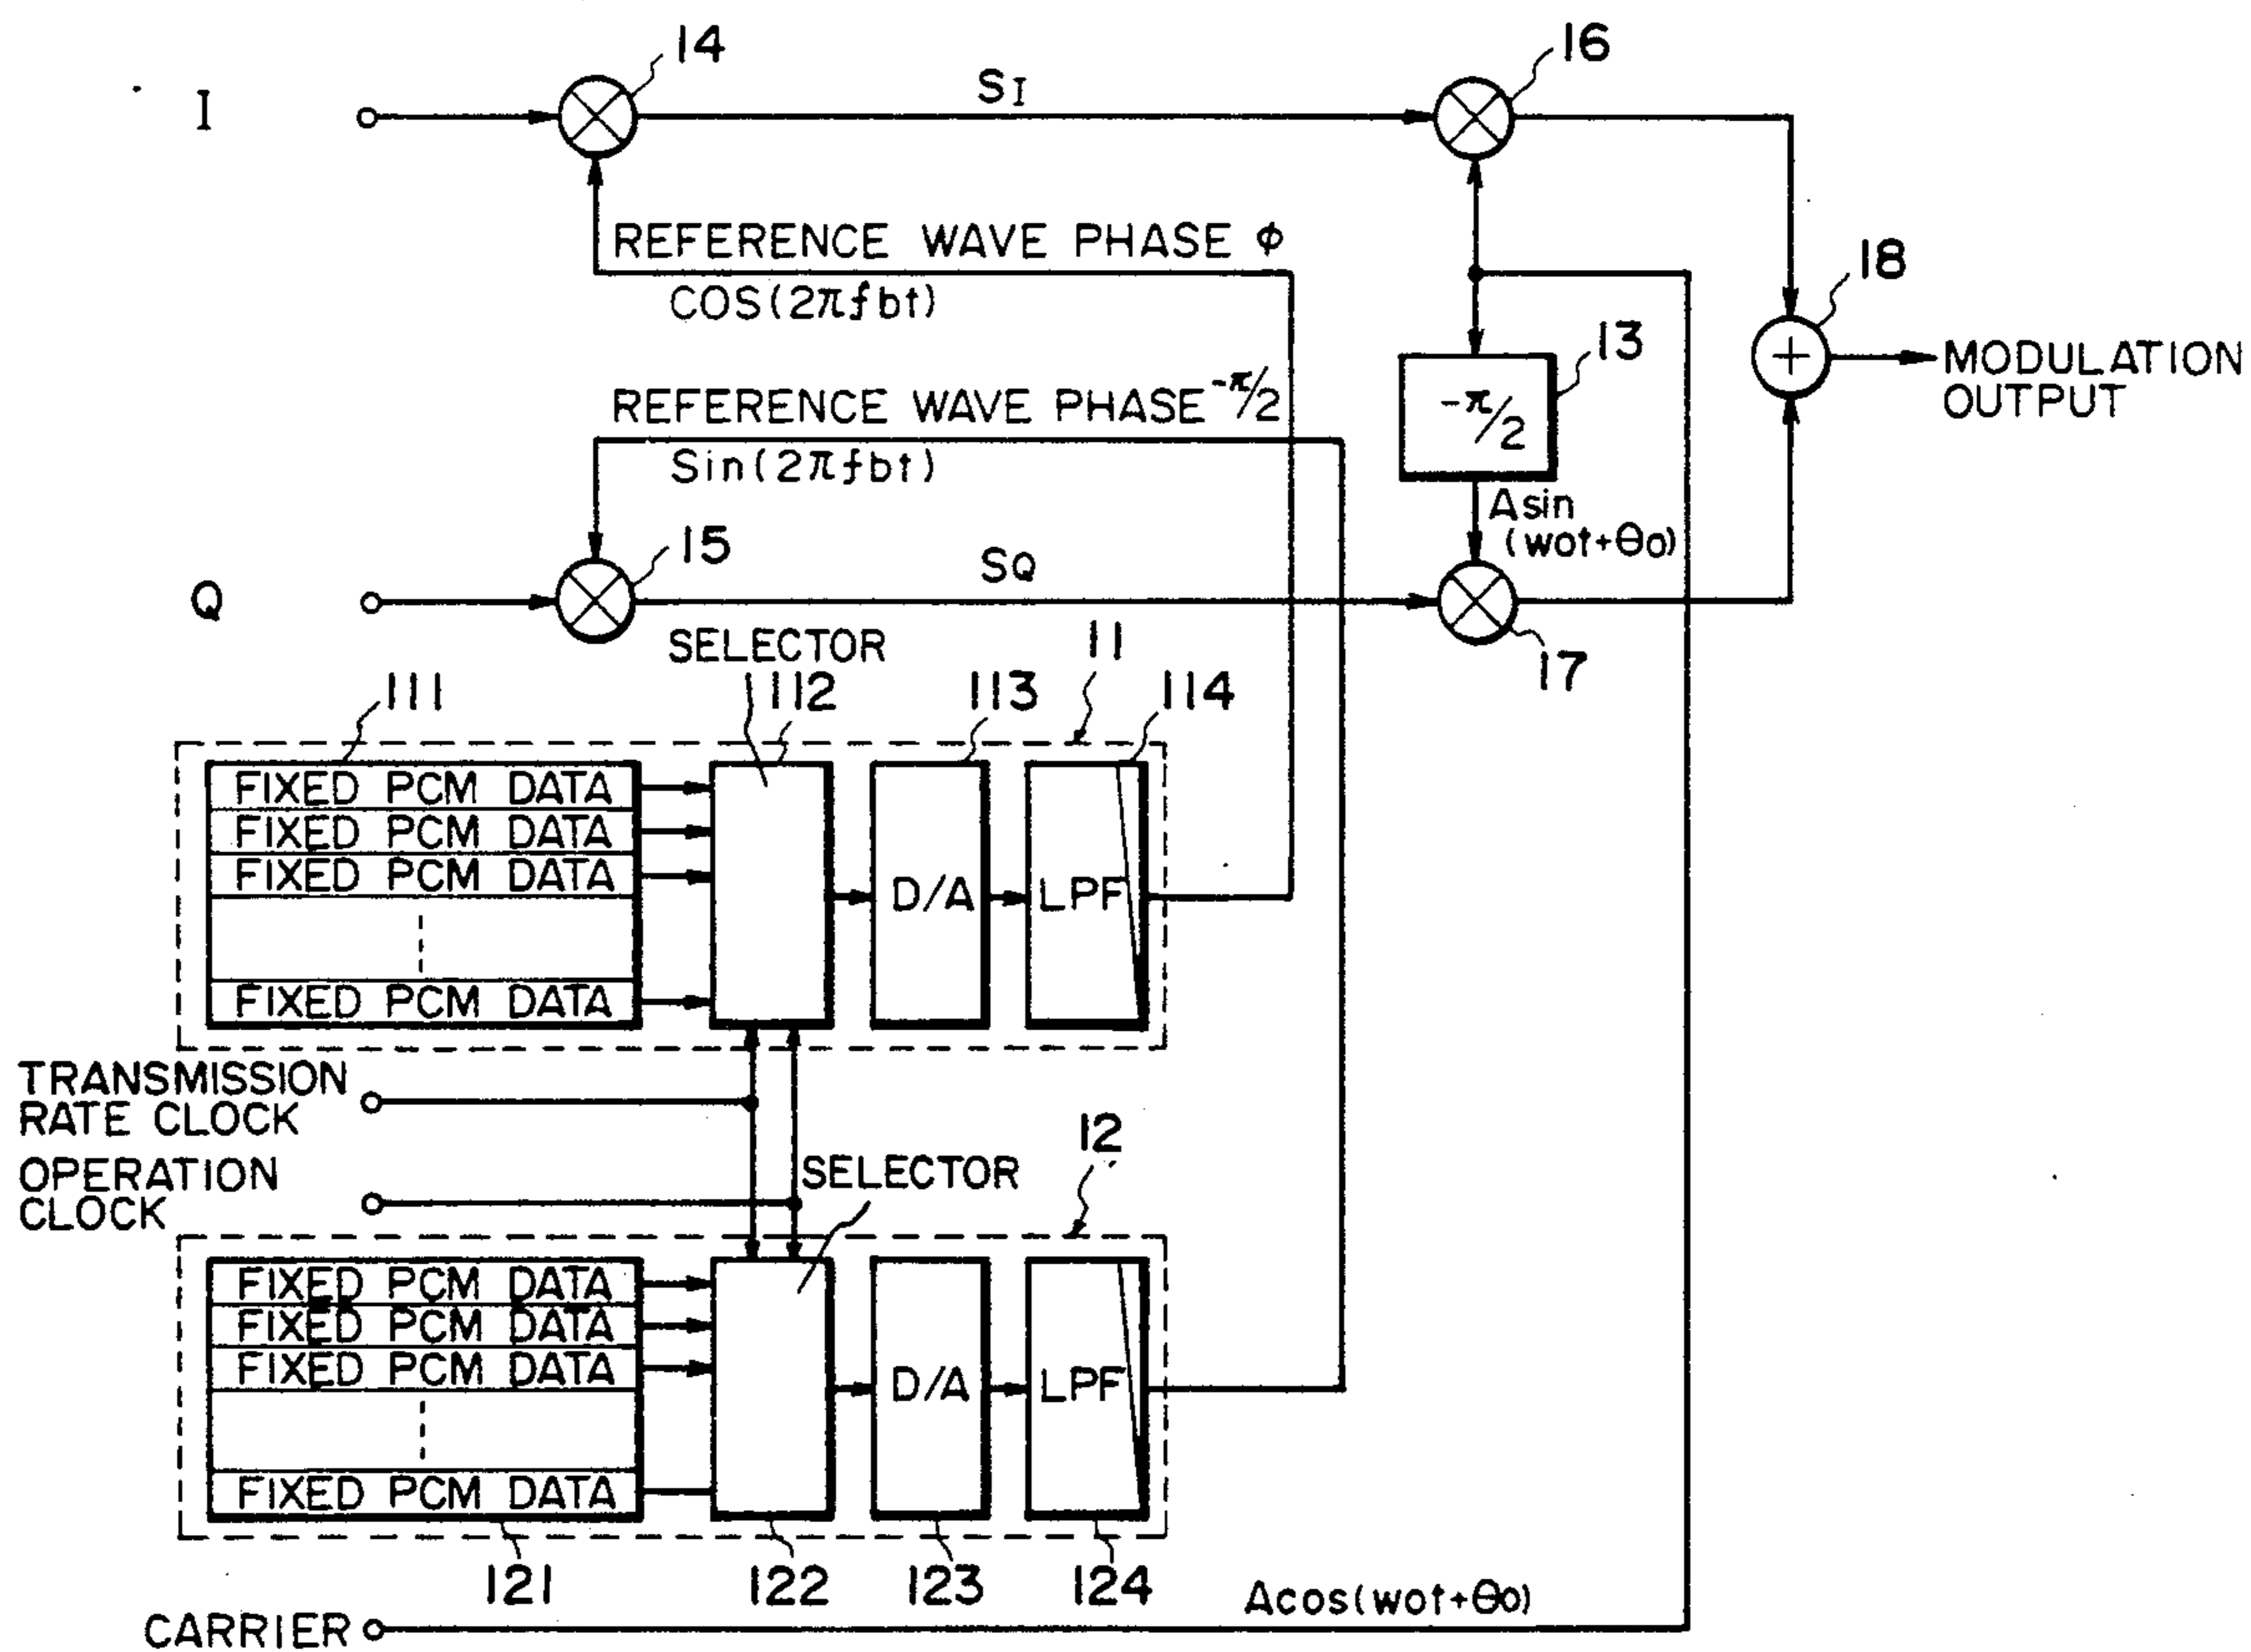 14
16
I
SI
REFERENCE WAVE PHASE ϕ
COS(2πfbt)
18
13
MODULATION
OUTPUT
-π/2
REFERENCE WAVE PHASE -π/2
Sin(2πfbt)
Asin
(wot+θo)
15
Q
SQ
17
SELECTOR
11
111
112
113
114
FIXED PCM DATA
FIXED PCM DATA
FIXED PCM DATA
D/A
LPF
FIXED PCM DATA
TRANSMISSION
RATE CLOCK
12
OPERATION
CLOCK
SELECTOR
FIXED PCM DATA
FIXED PCM DATA
FIXED PCM DATA
D/A
LPF
FIXED PCM DATA
121
122
123
124
Acos(wot+θo)
CARRIER